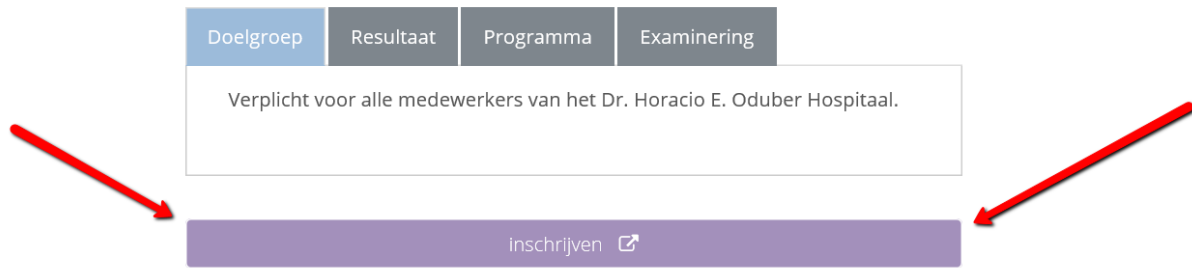 Doelgroep Resultaat Programma Examinering
Verplicht voor alle medewerkers van het Dr. Horacio E. Oduber Hospitaal.
inschrijven